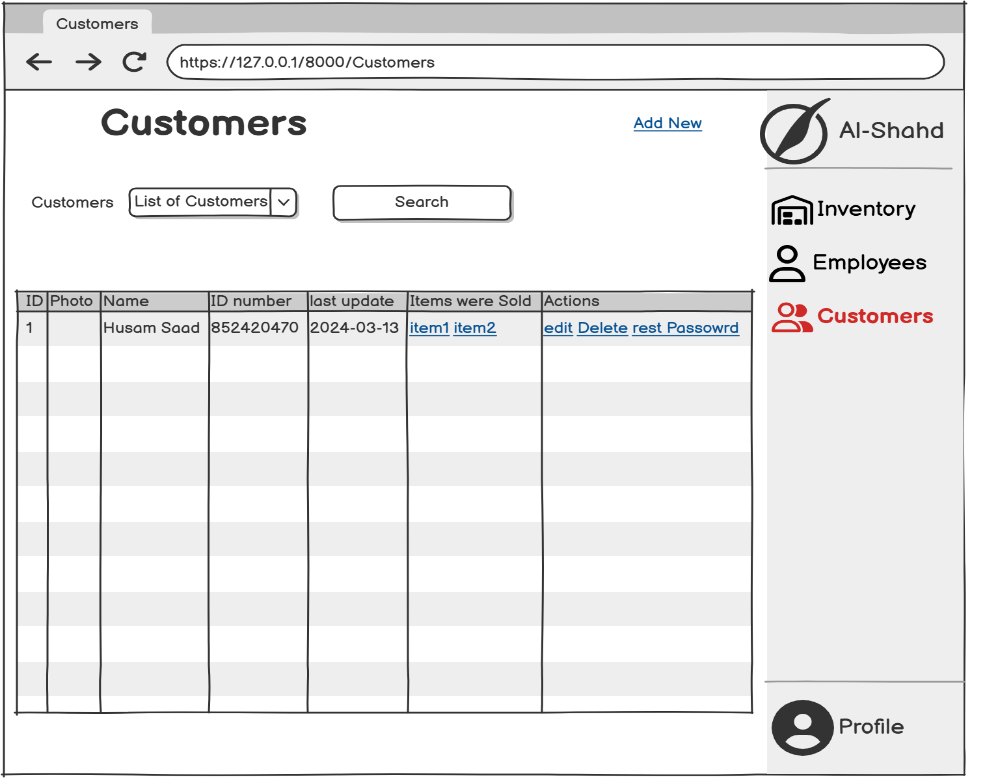 Customers
https://127.0.0.1/8000/Customers
Customers
Add New
Al-Shahd
Customers
List of Customers
Search
Inventory
Employees
Customers
ID Photo Name ID number last update Items were Sold Actions
1 Husam Saad 852420470 2024-03-13 item1 item2 edit Delete rest Passowrd
Profile